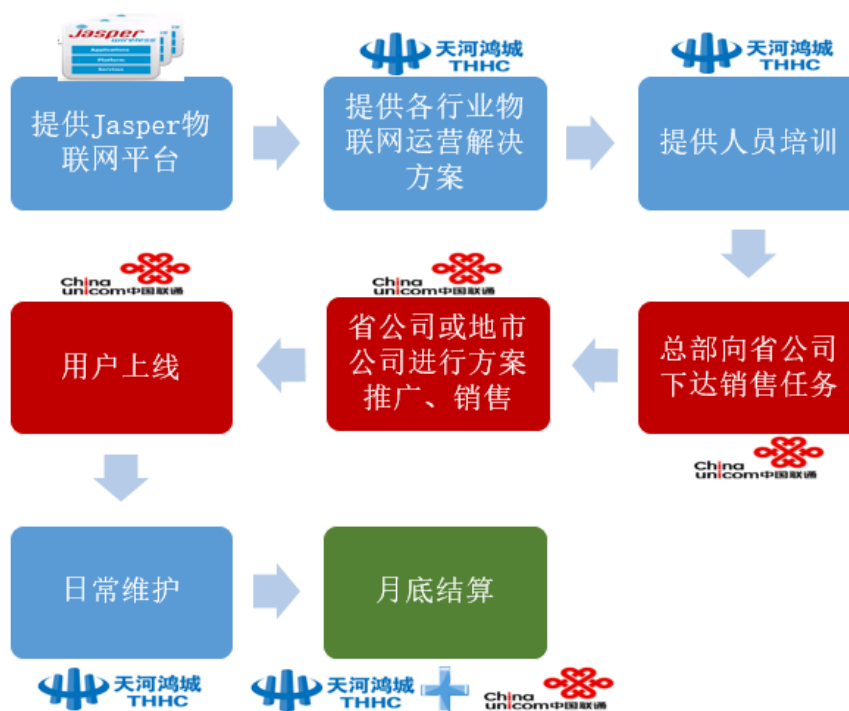 Jasper
wireless
Applications
Platform
Services
提供Jasper物
联网平台
天河鸿城
THHC
提供各行业物
联网运营解决
方案
天河鸿城
THHC
提供人员培训
China
unicom中国联通
用户上线
China
unicom中国联通
省公司或地市
公司进行方案
推广、销售
总部向省公司
下达销售任务
China
unicom中国联通
日常维护
天河鸿城
THHC
月底结算
天河鸿城
THHC
China
unicom中国联通